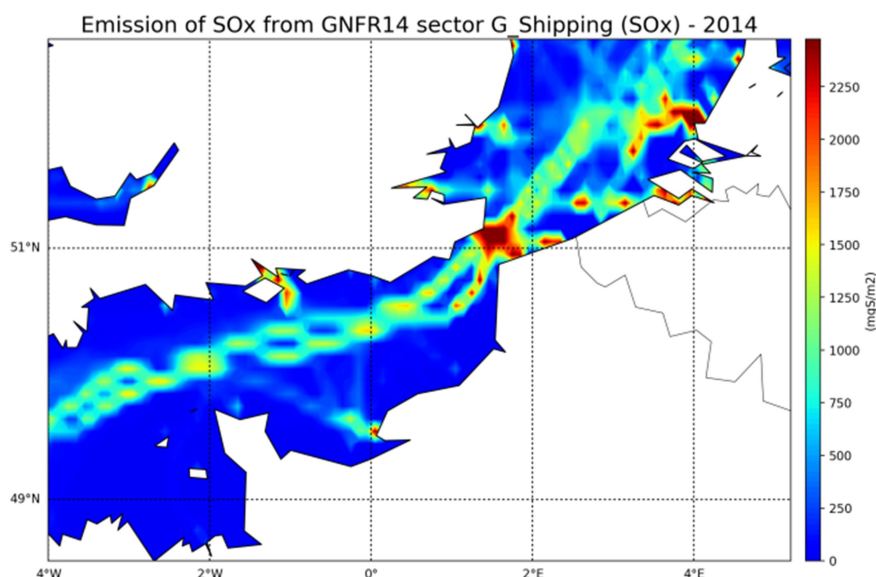 Emission of SOx from GNFR14 sector G_Shipping (SOx) - 2014
2250
2000
1750
1500
1250
1000
750
500
250
0
(mgS/m2)
51°N
49°N
4°W 2°W 0° 2°E 4°E